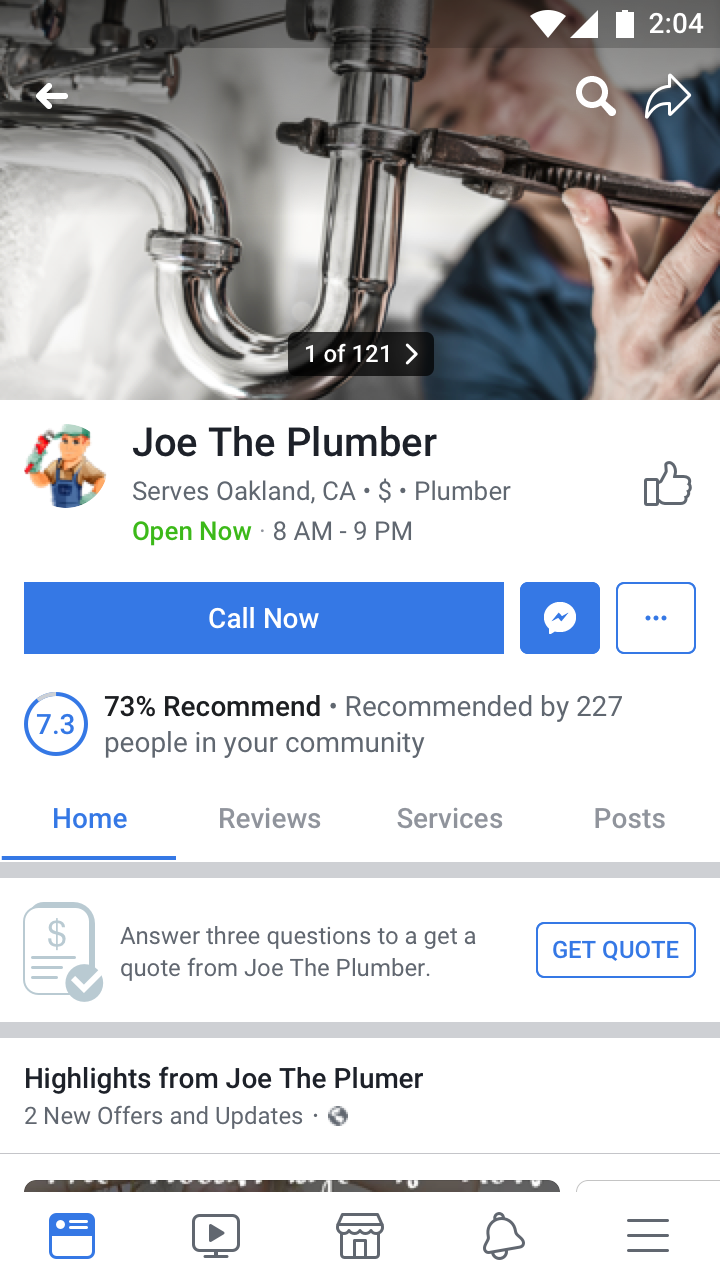 2:04
1 of 121
Joe The Plumber
Serves Oakland, CA • $ • Plumber
Open Now · 8 AM - 9 PM
Call Now
7.3
73% Recommend • Recommended by 227
people in your community
Home Reviews Services Posts
$
Answer three questions to a get a
quote from Joe The Plumber.
GET QUOTE
Highlights from Joe The Plumer
2 New Offers and Updates ·